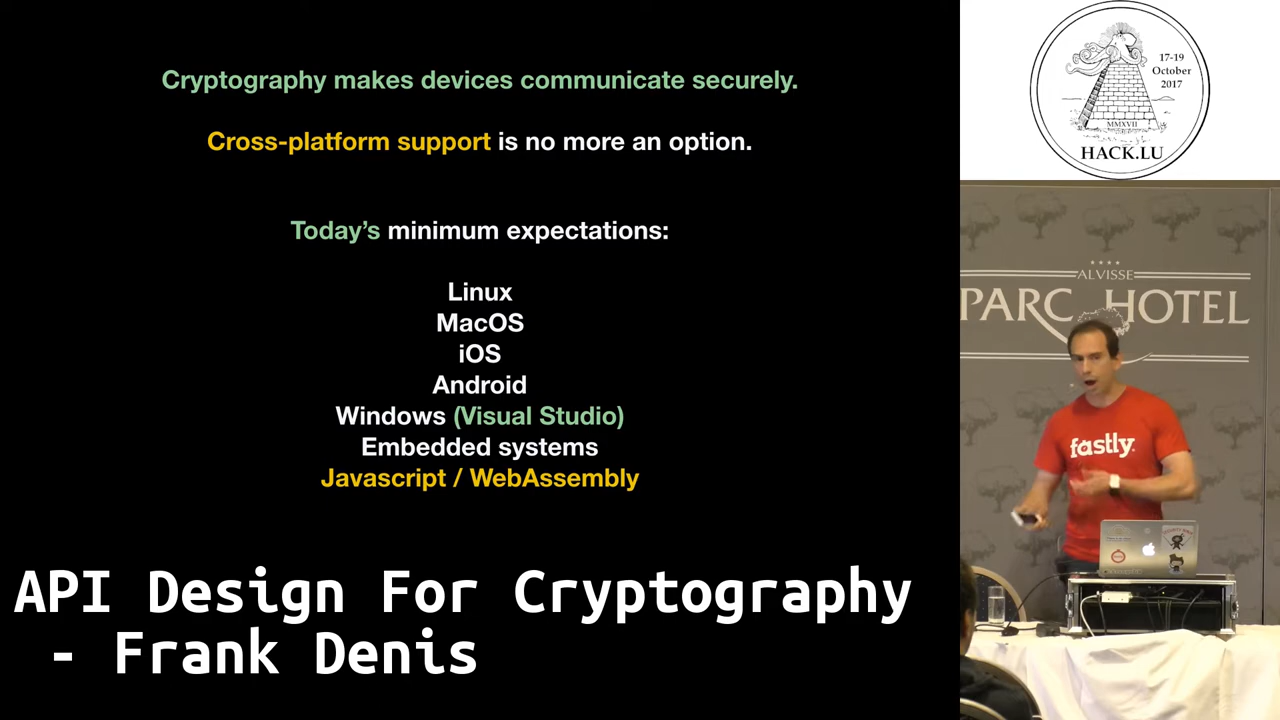 Cryptography makes devices communicate securely.
Cross-platform support is no more an option.
Today's minimum expectations:
Linux
MacOS
iOS
Android
Windows (Visual Studio)
Embedded systems
Javascript / WebAssembly
API Design For Cryptography
- Frank Denis
17-19
October
2017
MMXVII
HACK.LU
ALVISSE
PARC HOTEL
fastly.